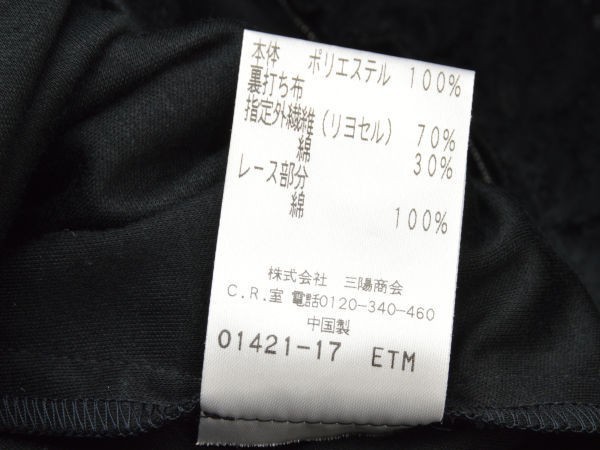 本体 ポリエステル 100%
裏打ち布
指定外繊維(リヨセル) 70%
綿 30%
レース部分
綿 100%
株式会社 三陽商会
C.R.室 電話0120-340-460
中国製
01421-17 ETM